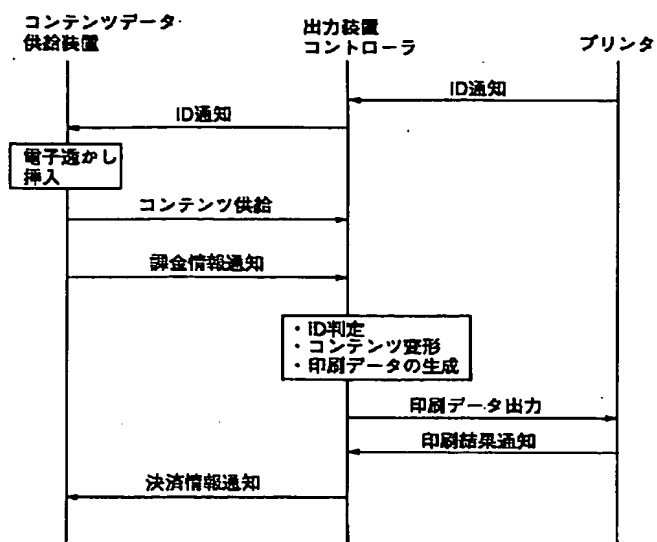 コンテンツデータ
供給装置
出力装置
コントローラ
プリンタ
ID通知
ID通知
電子透かし
挿入
コンテンツ供給
課金情報通知
・ID判定
・コンテンツ変形
・印刷データの生成
印刷データ出力
印刷結果通知
決済情報通知